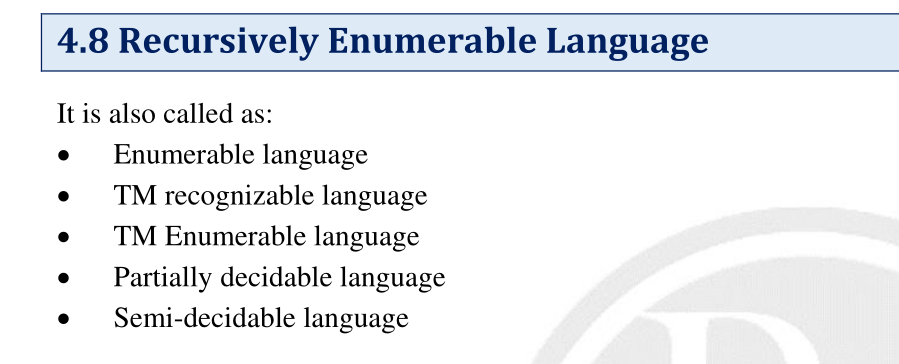 4.8 Recursively Enumerable Language
It is also called as:
• Enumerable language
• TM recognizable language
• TM Enumerable language
• Partially decidable language
• Semi-decidable language